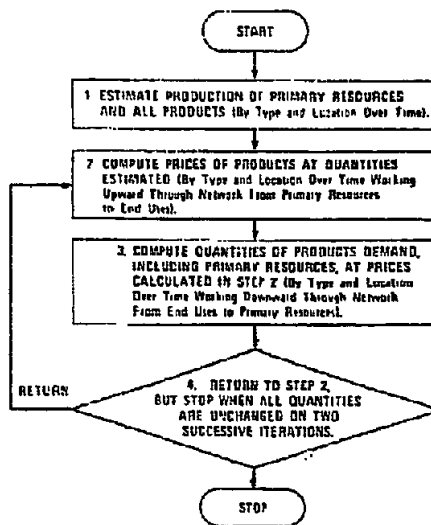 START
1 ESTIMATE PRODUCTION OF PRIMARY RESOURCES
AND ALL PRODUCTS (By Type and Location Over Time).
2 COMPUTE PRICES OF PRODUCTS AT QUANTITIES
ESTIMATED (By Type and Location Over Time Working
Upward Through Network From Primary Resources
to End Uses).
3. COMPUTE QUANTITIES OF PRODUCTS DEMAND,
INCLUDING PRIMARY RESOURCES, AT PRICES
CALCULATED IN STEP 2 (By Type and Location
Over Time Working Downward Through Network
From End Uses to Primary Resources).
RETURN
4. RETURN TO STEP 2,
BUT STOP WHEN ALL QUANTITIES
ARE UNCHANGED ON TWO
SUCCESSIVE ITERATIONS.
STOP